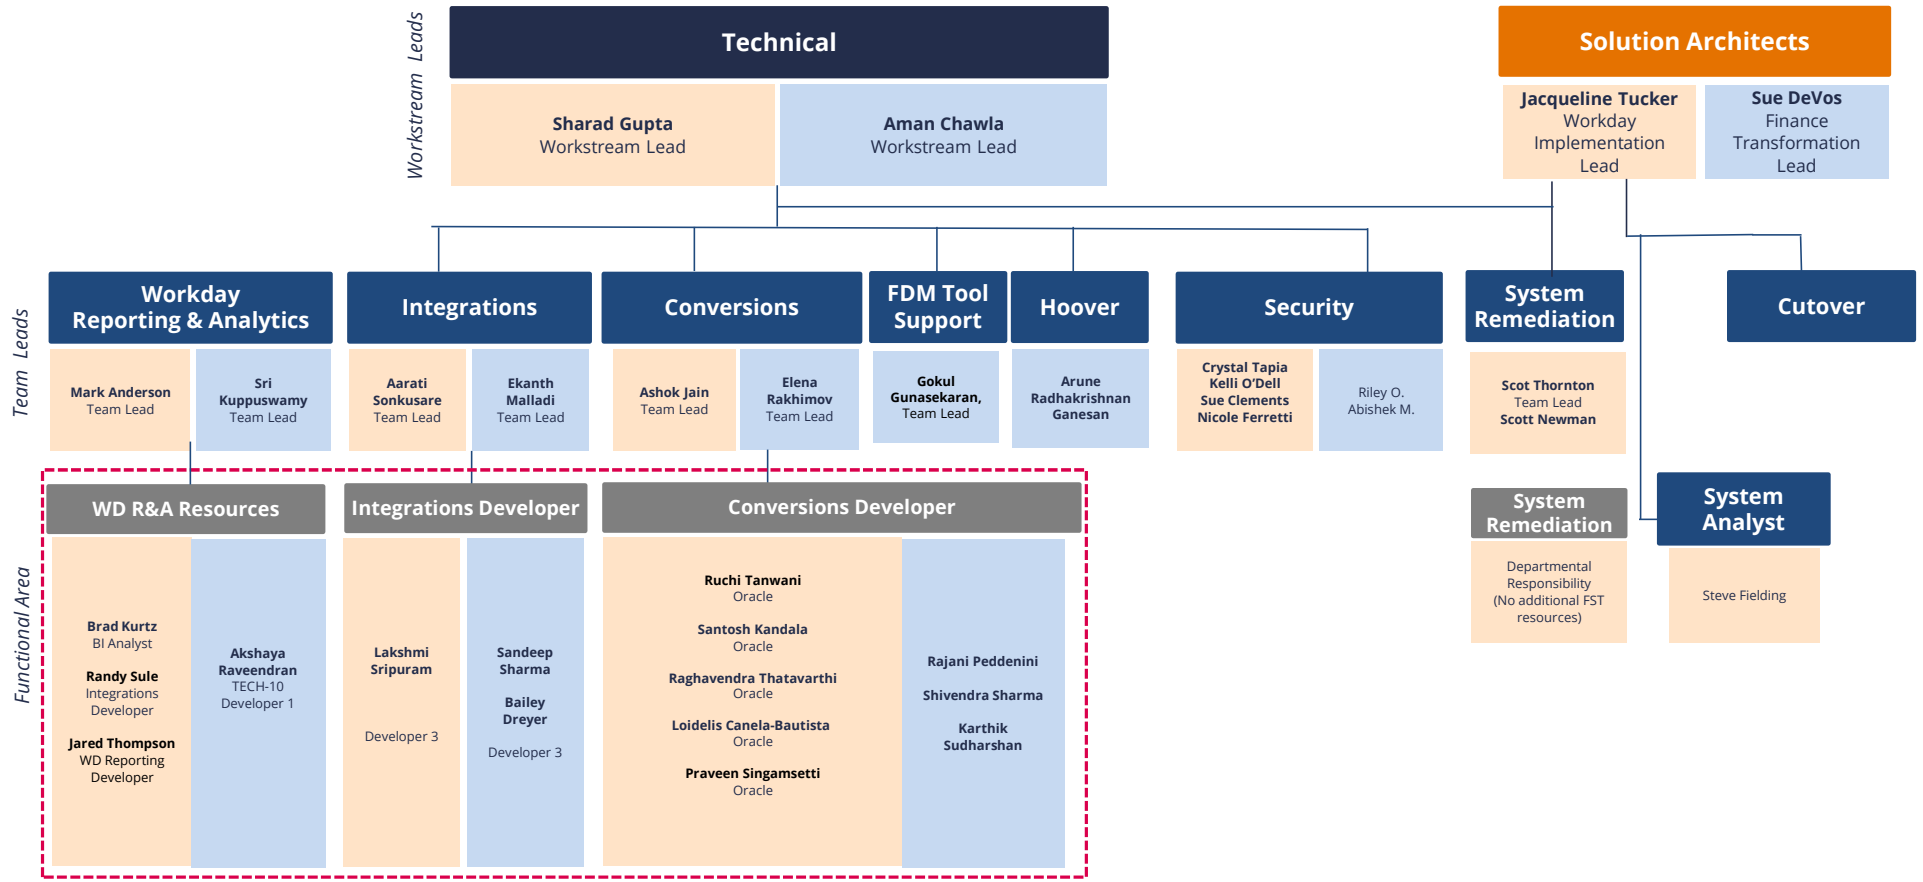 Workstream Leads
Technical
Sharad Gupta
Workstream Lead
Aman Chawla
Workstream Lead
Solution Architects
Jacqueline Tucker
Workday
Implementation
Lead
Sue DeVos
Finance
Transformation
Lead
Team Leads
Workday
Reporting & Analytics
Mark Anderson
Team Lead
Sri
Kuppuswamy
Team Lead
Integrations
Aarati
Sonkusare
Team Lead
Ekanth
Malladi
Team Lead
Conversions
Ashok Jain
Team Lead
Elena
Rakhimov
Team Lead
FDM Tool
Support
Gokul
Gunasekaran,
Team Lead
Hoover
Arune
Radhakrishnan
Ganesan
Security
Crystal Tapia
Kelli O’Dell
Sue Clements
Nicole Ferretti
Riley O.
Abishek M.
System
Remediation
Scot Thornton
Team Lead
Scott Newman
Cutover
Functional Area
WD R&A Resources
Brad Kurtz
BI Analyst
Randy Sule
Integrations
Developer
Jared Thompson
WD Reporting
Developer
Akshaya
Raveendran
TECH-10
Developer 1
Integrations Developer
Lakshmi
Sripuram
Developer 3
Sandeep
Sharma
Bailey
Dreyer
Developer 3
Conversions Developer
Ruchi Tanwani
Oracle
Santosh Kandala
Oracle
Raghavendra Thatavarthi
Oracle
Loidelis Canela-Bautista
Oracle
Praveen Singamsetti
Oracle
Rajani Peddenini
Shivendra Sharma
Karthik
Sudharshan
System
Remediation
Departmental
Responsibility
(No additional FST
resources)
System
Analyst
Steve Fielding